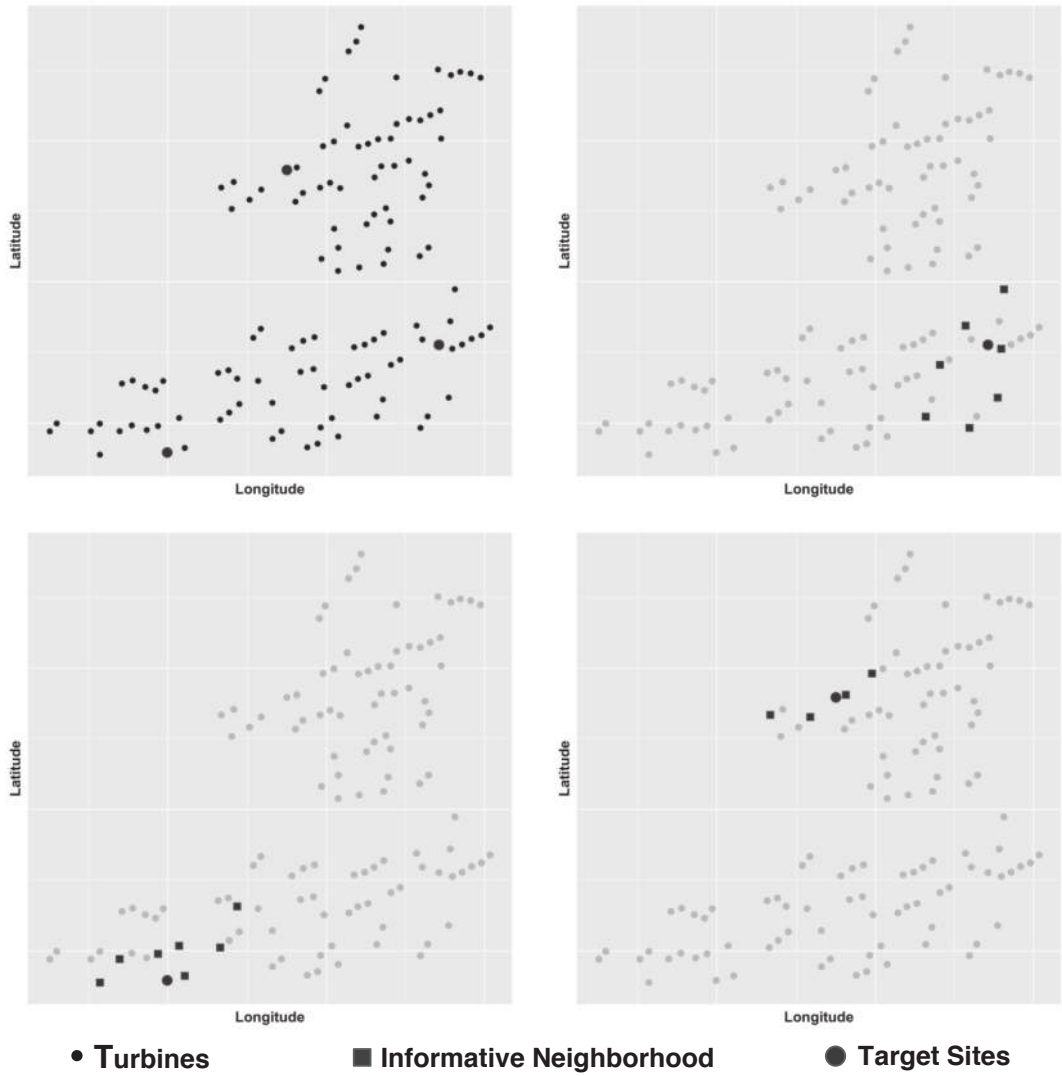 Latitude
Longitude
Latitude
Longitude
Latitude
Longitude
Latitude
Longitude
Turbines
Informative Neighborhood
Target Sites